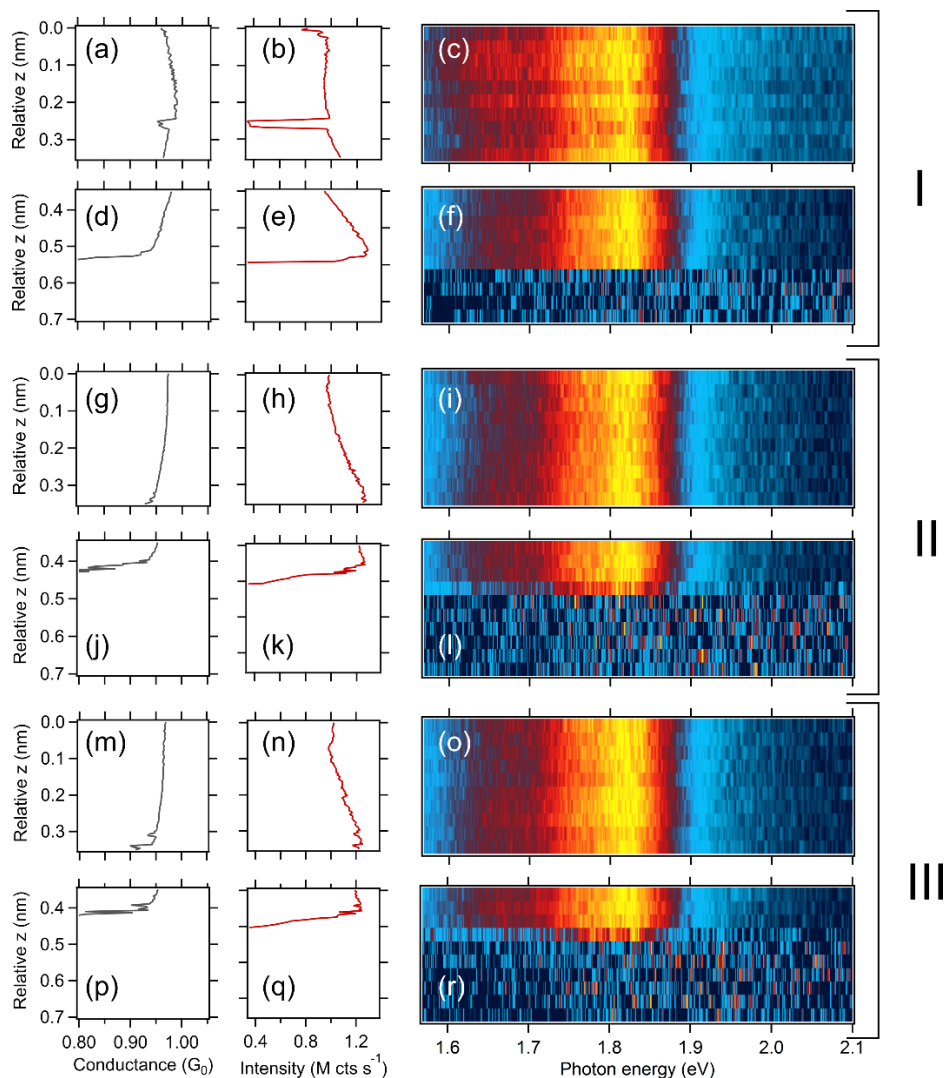 0.0
0.1
0.2
0.3
Relative z (nm)
(a)
(b)
(c)
0.4
0.5
0.6
0.7
Relative z (nm)
(d)
(e)
(f)
I
0.0
0.1
0.2
0.3
Relative z (nm)
(g)
(h)
(i)
0.4
0.5
0.6
0.7
Relative z (nm)
(j)
(k)
(l)
II
0.0
0.1
0.2
0.3
Relative z (nm)
(m)
(n)
(o)
0.4
0.5
0.6
0.7
Relative z (nm)
(p)
(q)
(r)
III
0.80 0.90 1.00
Conductance (G₀)
0.4 0.8 1.2
Intensity (M cts s⁻¹)
1.6 1.7 1.8 1.9 2.0 2.1
Photon energy (eV)